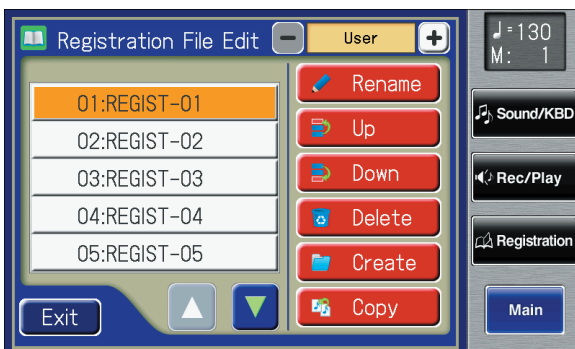 Registration File Edit
− User +
01:REGIST-01
02:REGIST-02
03:REGIST-03
04:REGIST-04
05:REGIST-05
Exit
Rename
Up
Down
Delete
Create
Copy
♩=130
M: 1
Sound/KBD
Rec/Play
Registration
Main